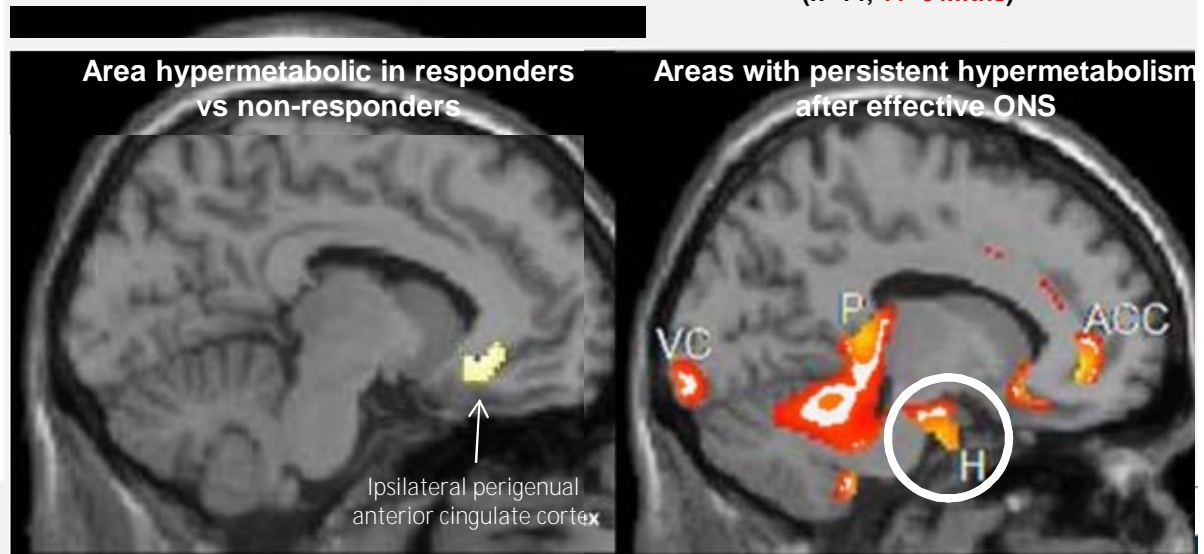 Area hypermetabolic in responders
vs non-responders
Areas with persistent hypermetabolism
after effective ONS
VC
P
ACC
H
Ipsilateral perigenual
anterior cingulate cortex